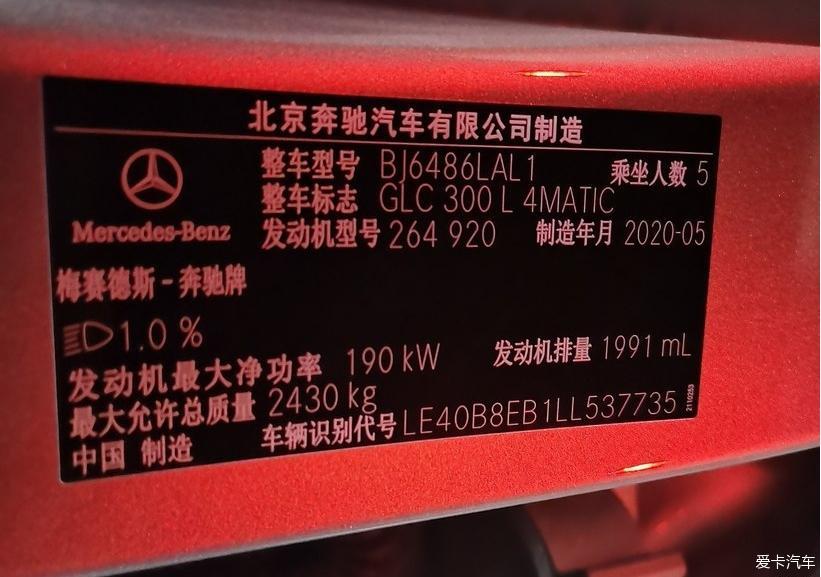 北京奔驰汽车有限公司制造
整车型号 BJ6486LAL1 乘坐人数 5
整车标志 GLC 300 L 4MATIC
Mercedes-Benz 发动机型号 264 920 制造年月 2020-05
梅赛德斯-奔驰牌
1.0 %
发动机最大净功率 190 kW 发动机排量 1991 mL
最大允许总质量 2430 kg
中国 制造 车辆识别代号 LE40B8EB1LL537735
2110253
爱卡汽车